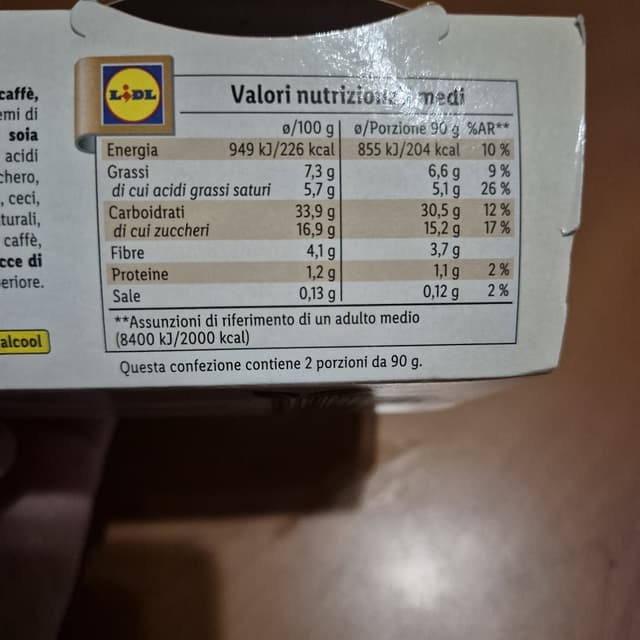 caffè,
emi di
soia
acidi
chero,
, ceci,
turali,
caffè,
cce di
eriore.
alcool
LIDL
Valori nutrizionali medi
ø/100 g ø/Porzione 90 g %AR**
Energia 949 kJ/226 kcal 855 kJ/204 kcal 10 %
Grassi 7,3 g 6,6 g 9 %
di cui acidi grassi saturi 5,7 g 5,1 g 26 %
Carboidrati 33,9 g 30,5 g 12 %
di cui zuccheri 16,9 g 15,2 g 17 %
Fibre 4,1 g 3,7 g
Proteine 1,2 g 1,1 g 2 %
Sale 0,13 g 0,12 g 2 %
**Assunzioni di riferimento di un adulto medio
(8400 kJ/2000 kcal)
Questa confezione contiene 2 porzioni da 90 g.